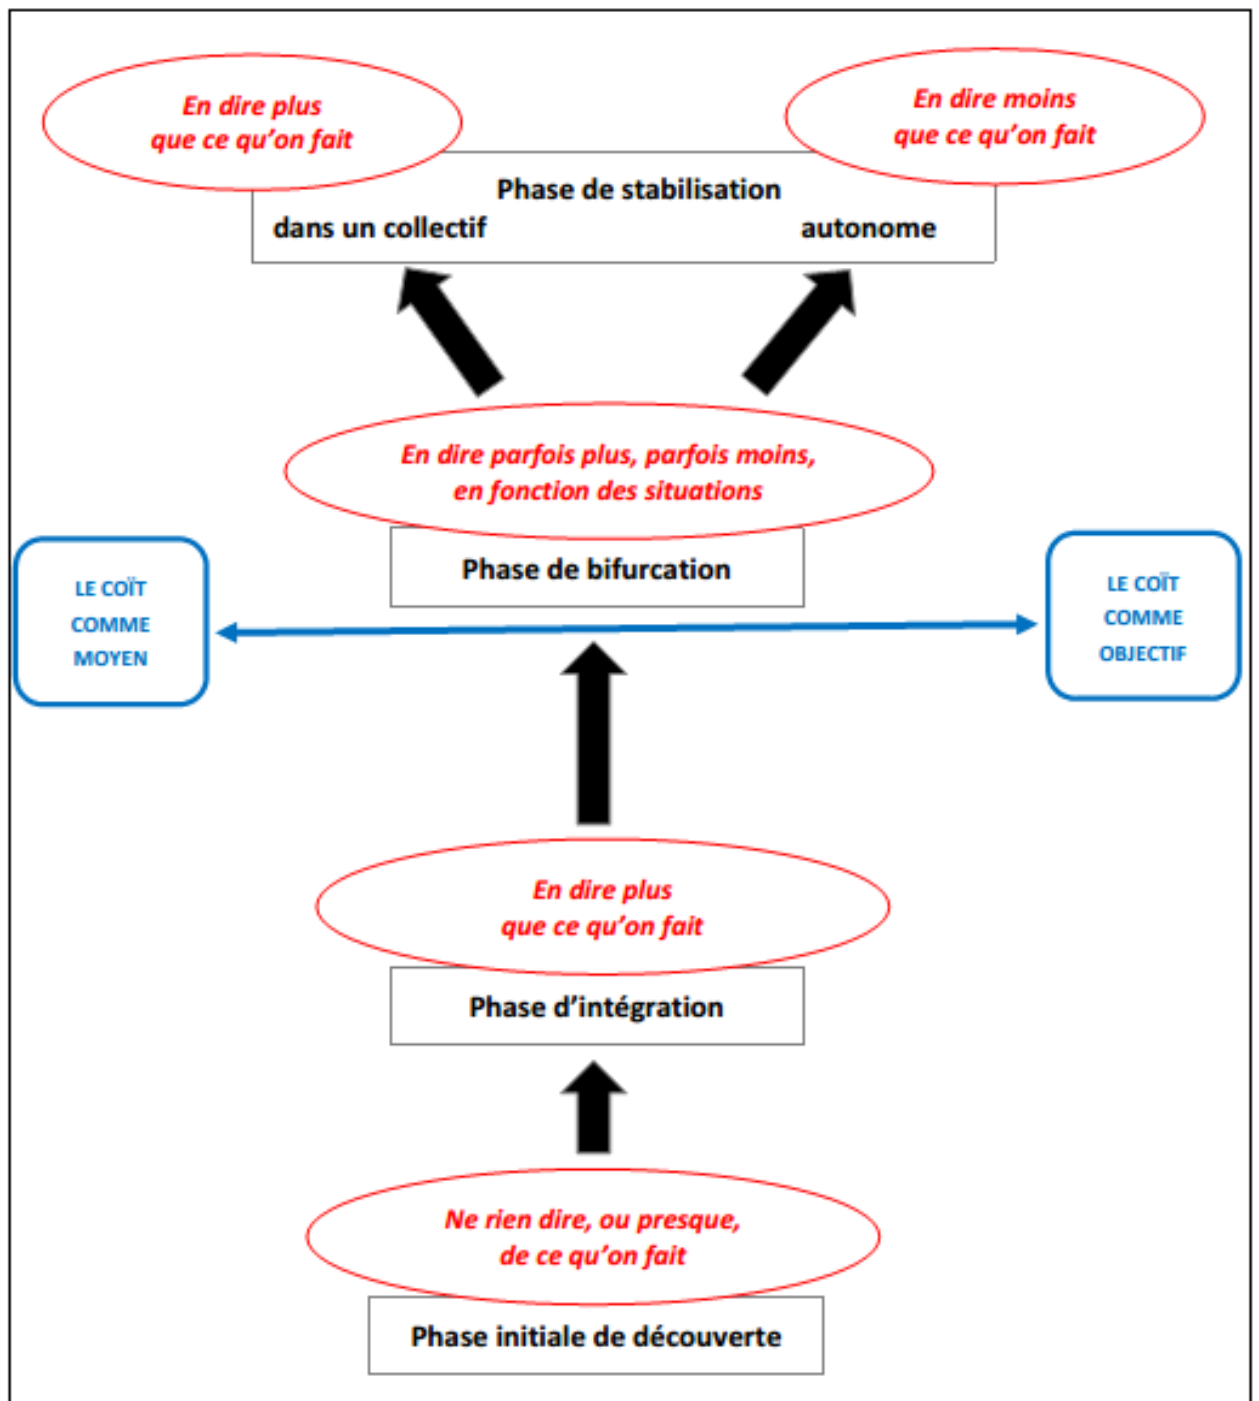 En dire plus
que ce qu'on fait
En dire moins
que ce qu'on fait
Phase de stabilisation
dans un collectif
autonome
En dire parfois plus, parfois moins,
en fonction des situations
Phase de bifurcation
LE COÏT
COMME
MOYEN
LE COÏT
COMME
OBJECTIF
En dire plus
que ce qu'on fait
Phase d'intégration
Ne rien dire, ou presque,
de ce qu'on fait
Phase initiale de découverte